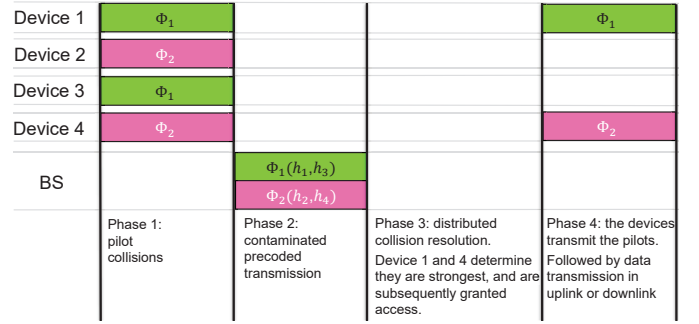 Device 1 Φ₁ Φ₁
Device 2 Φ₂
Device 3 Φ₁
Device 4 Φ₂ Φ₂
BS
Φ₁(h₁,h₃)
Φ₂(h₂,h₄)
Phase 1:
pilot
collisions
Phase 2:
contaminated
precoded
transmission
Phase 3: distributed
collision resolution.
Device 1 and 4 determine
they are strongest, and are
subsequently granted
access.
Phase 4: the devices
transmit the pilots.
Followed by data
transmission in
uplink or downlink